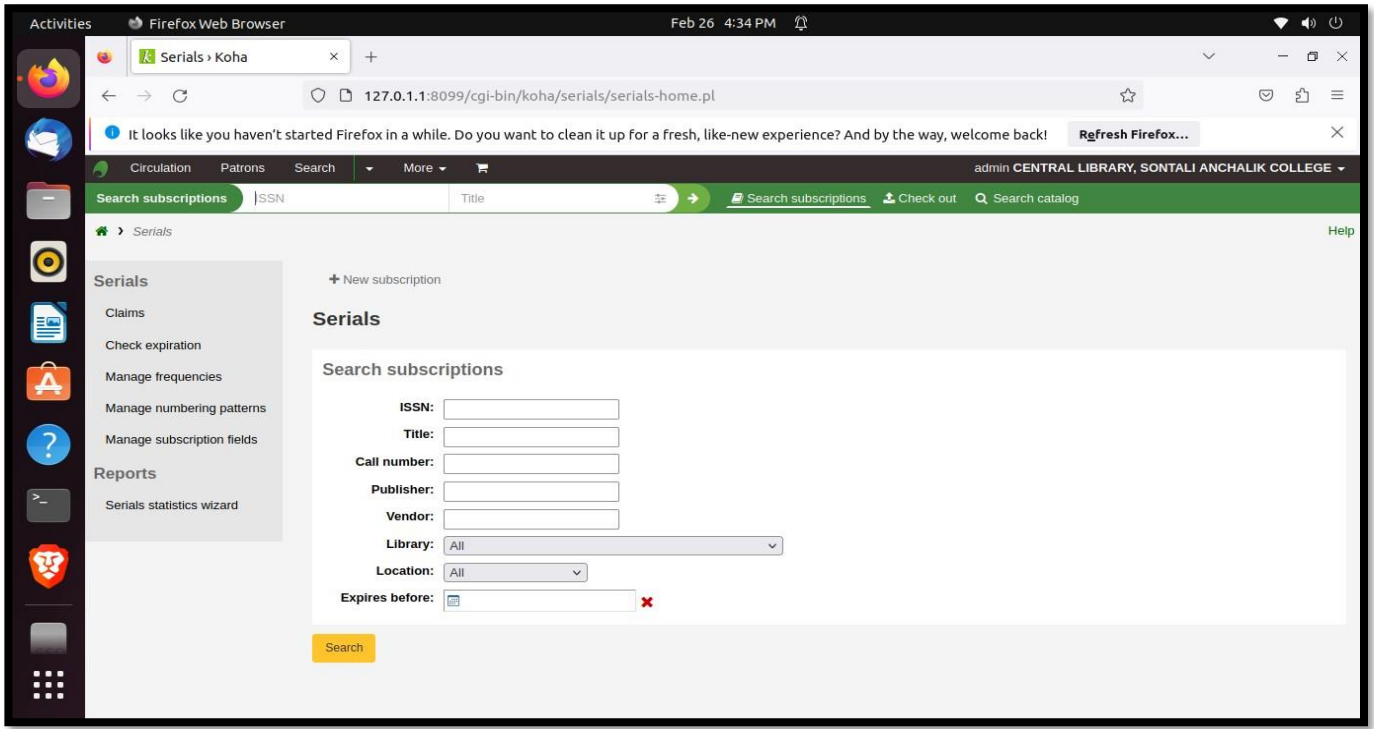 Activities Firefox Web Browser Feb 26 4:34 PM
Serials › Koha
127.0.1.1:8099/cgi-bin/koha/serials/serials-home.pl
It looks like you haven't started Firefox in a while. Do you want to clean it up for a fresh, like-new experience? And by the way, welcome back! Refresh Firefox...
Circulation Patrons Search More admin CENTRAL LIBRARY, SONTALI ANCHALIK COLLEGE
Search subscriptions ISSN Title Search subscriptions Check out Search catalog
Serials Help
Serials
Claims
Check expiration
Manage frequencies
Manage numbering patterns
Manage subscription fields
Reports
Serials statistics wizard
+ New subscription
Serials
Search subscriptions
ISSN:
Title:
Call number:
Publisher:
Vendor:
Library: All
Location: All
Expires before:
Search